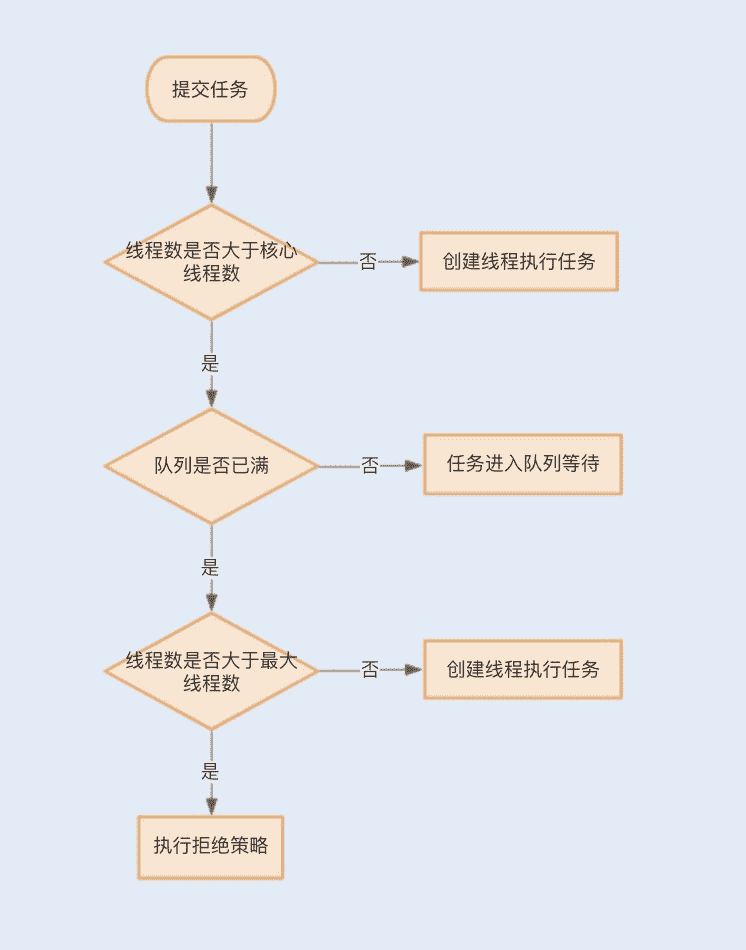 提交任务
线程数是否大于核心
线程数
否
创建线程执行任务
是
队列是否已满
否
任务进入队列等待
是
线程数是否大于最大
线程数
否
创建线程执行任务
是
执行拒绝策略